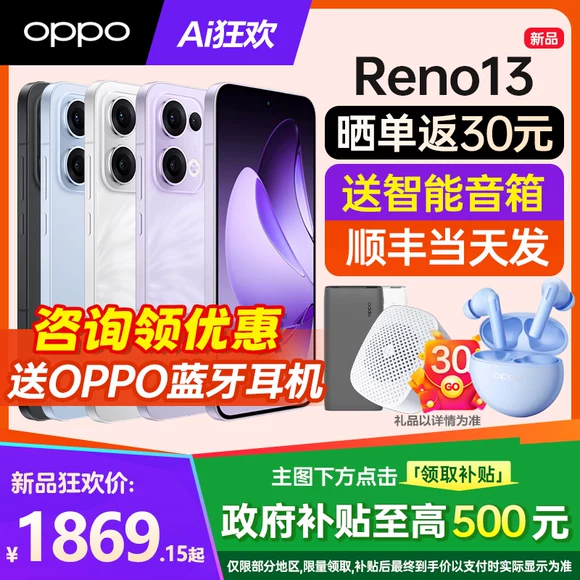 oppo
Ai狂欢
新品
Reno13
晒单返30元
送智能音箱
顺丰当天发
咨询领优惠
送OPPO蓝牙耳机
oppo
30
GO
礼品以详情为准
新品狂欢价:
¥1869.15起
主图下方点击「领取补贴」
政府补贴至高500元
仅限部分地区,限量领取,补贴后最终到手价以支付时实际显示为准